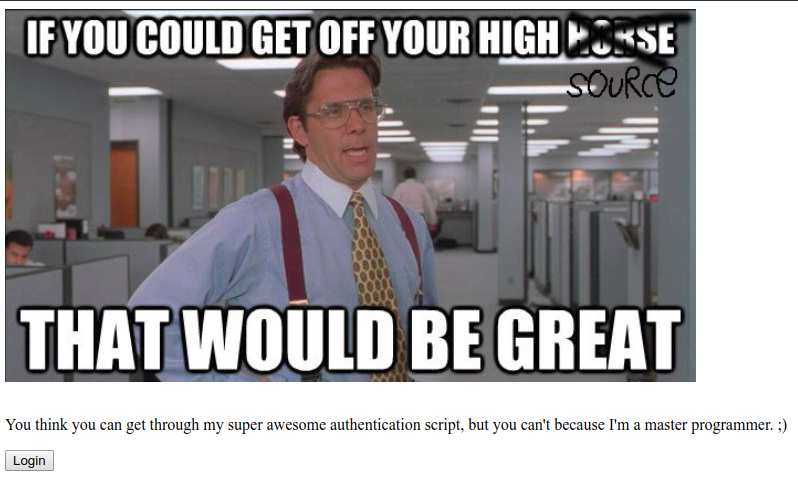 IF YOU COULD GET OFF YOUR HIGH HORSE
SOURCE
THAT WOULD BE GREAT
You think you can get through my super awesome authentication script, but you can't because I'm a master programmer. ;)
Login